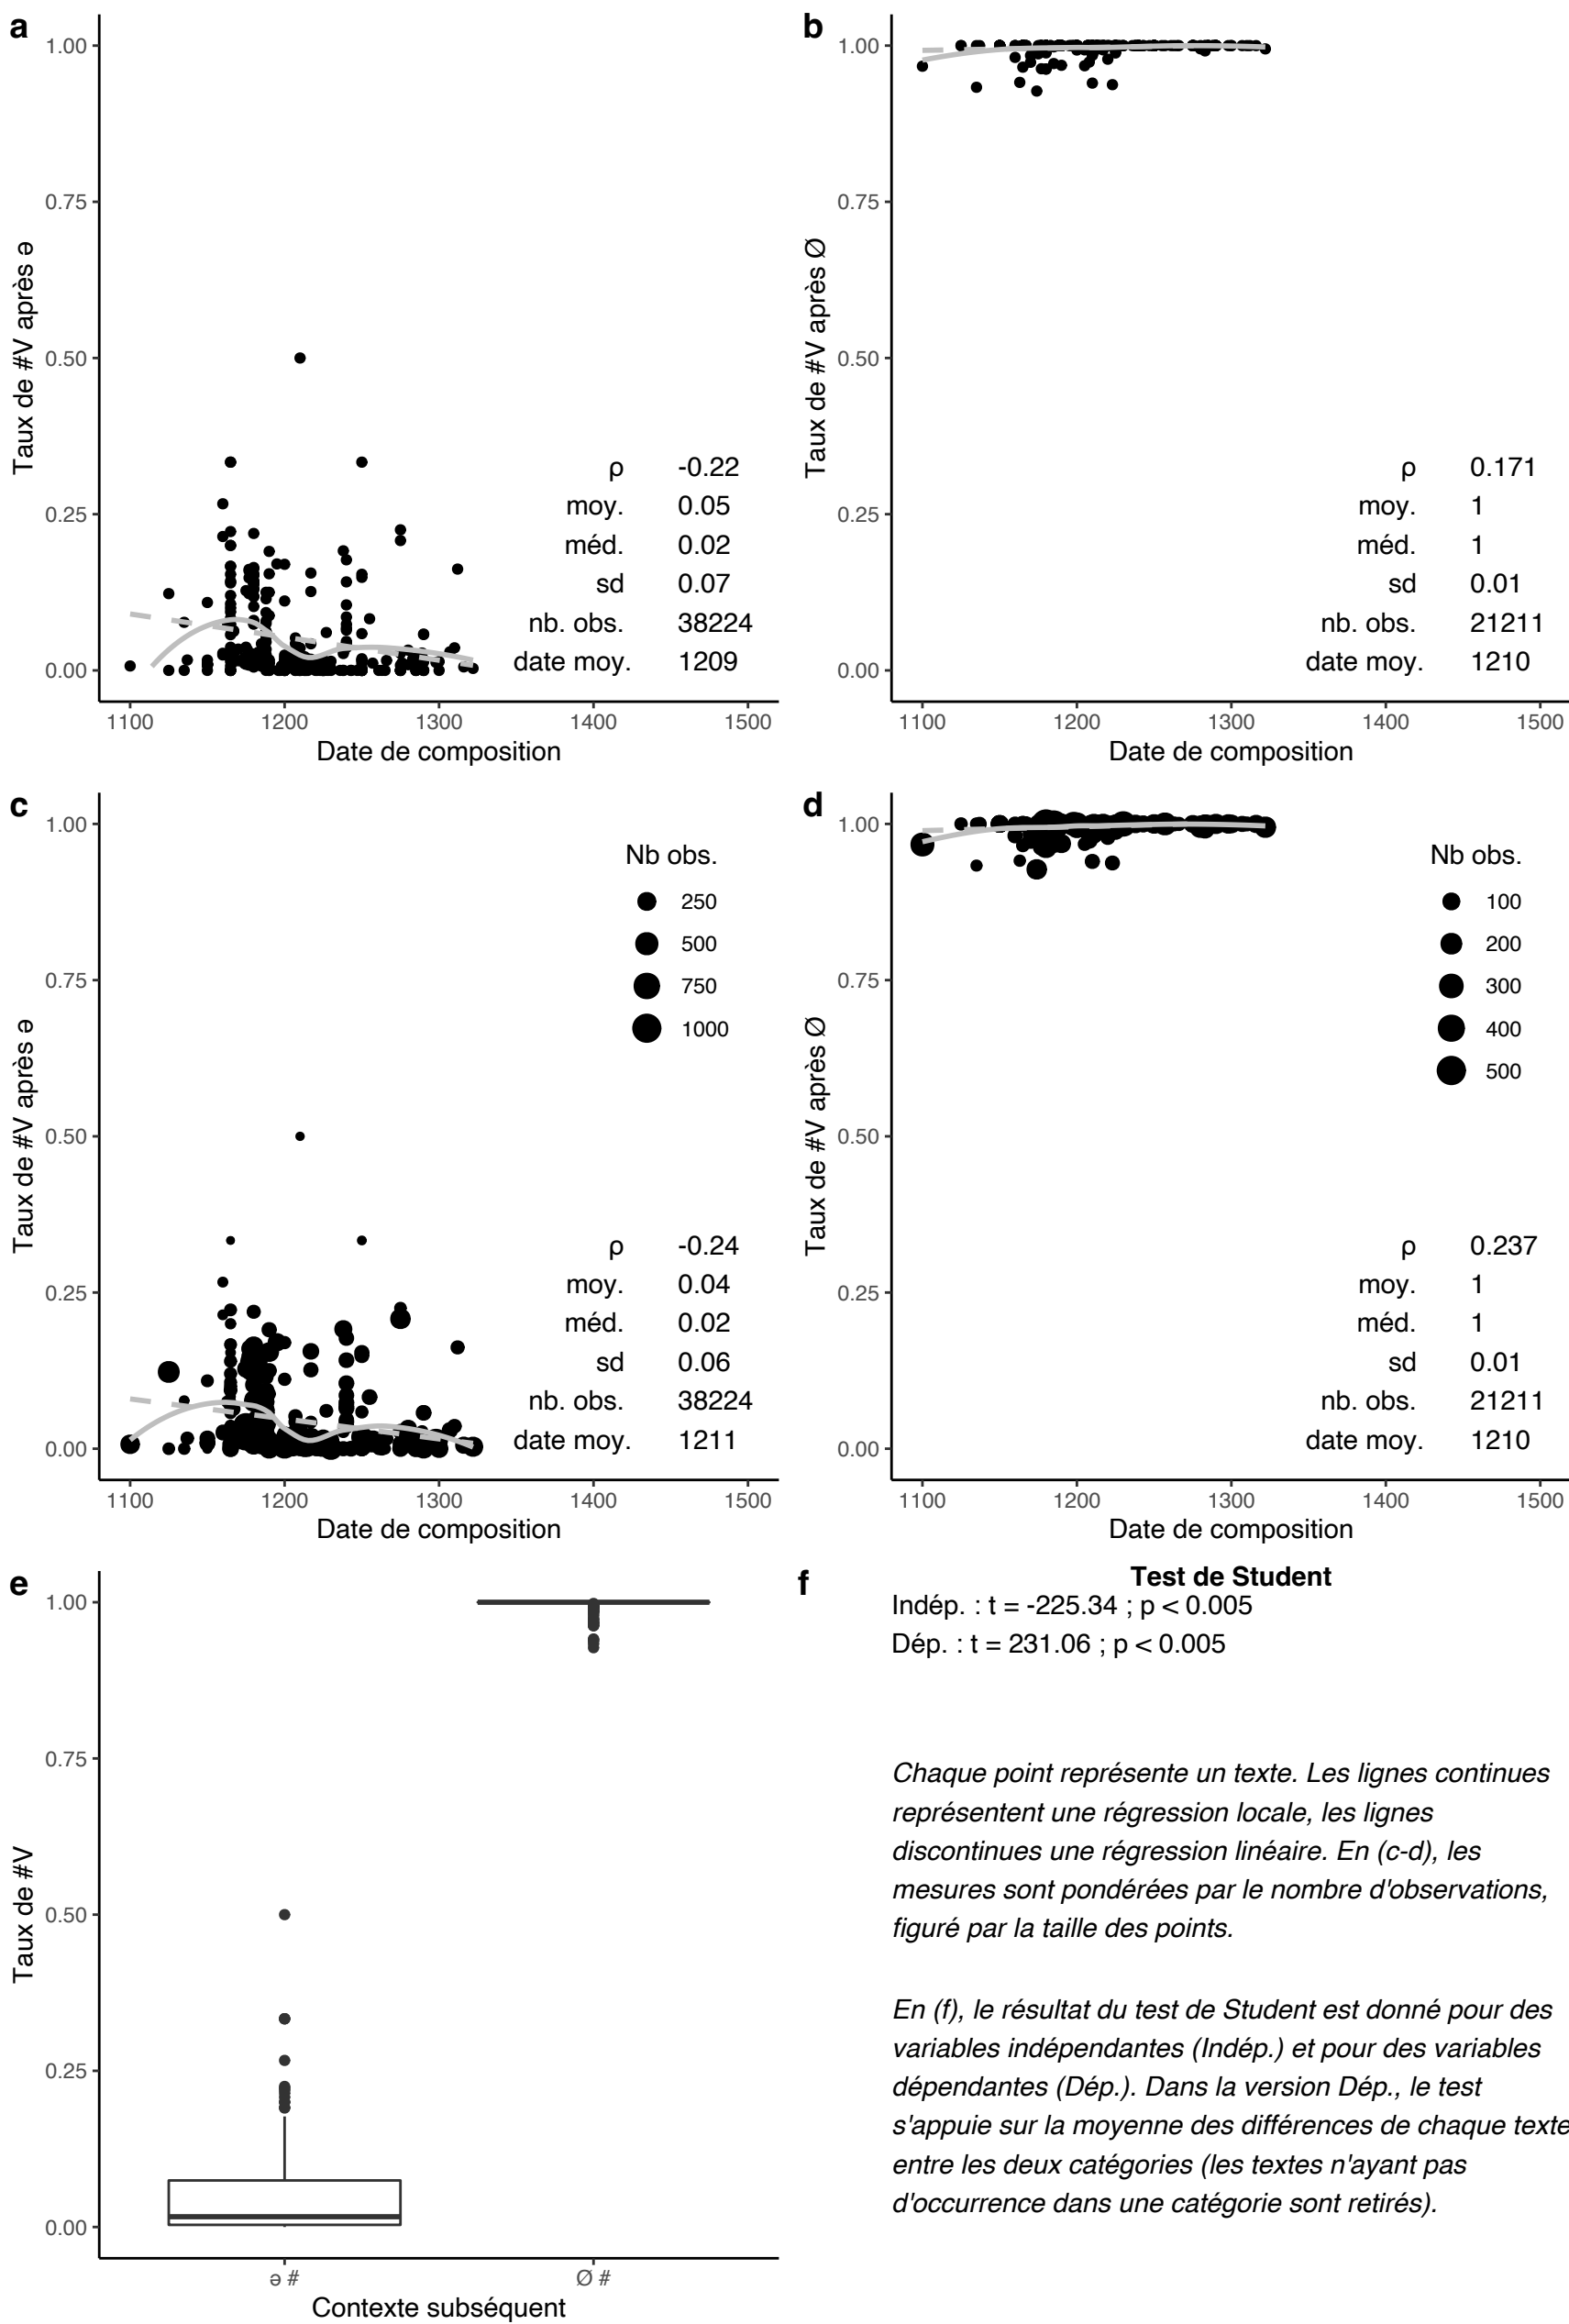 a
1.00
0.75
0.50
0.25
0.00
Taux de #V après ə
ρ -0.22
moy. 0.05
méd. 0.02
sd 0.07
nb. obs. 38224
date moy. 1209
1100 1200 1300 1400 1500
Date de composition
b
1.00
0.75
0.50
0.25
0.00
Taux de #V après Ø
ρ 0.171
moy. 1
méd. 1
sd 0.01
nb. obs. 21211
date moy. 1210
1100 1200 1300 1400 1500
Date de composition
c
1.00
0.75
0.50
0.25
0.00
Taux de #V après ə
Nb obs.
250
500
750
1000
ρ -0.24
moy. 0.04
méd. 0.02
sd 0.06
nb. obs. 38224
date moy. 1211
1100 1200 1300 1400 1500
Date de composition
d
1.00
0.75
0.50
0.25
0.00
Taux de #V après Ø
Nb obs.
100
200
300
400
500
ρ 0.237
moy. 1
méd. 1
sd 0.01
nb. obs. 21211
date moy. 1210
1100 1200 1300 1400 1500
Date de composition
e
1.00
0.75
0.50
0.25
0.00
Taux de #V
ə # Ø #
Contexte subséquent
f
Test de Student
Indép. : t = -225.34 ; p < 0.005
Dép. : t = 231.06 ; p < 0.005
Chaque point représente un texte. Les lignes continues
représentent une régression locale, les lignes
discontinues une régression linéaire. En (c-d), les
mesures sont pondérées par le nombre d'observations,
figuré par la taille des points.
En (f), le résultat du test de Student est donné pour des
variables indépendantes (Indép.) et pour des variables
dépendantes (Dép.). Dans la version Dép., le test
s'appuie sur la moyenne des différences de chaque texte
entre les deux catégories (les textes n'ayant pas
d'occurrence dans une catégorie sont retirés).